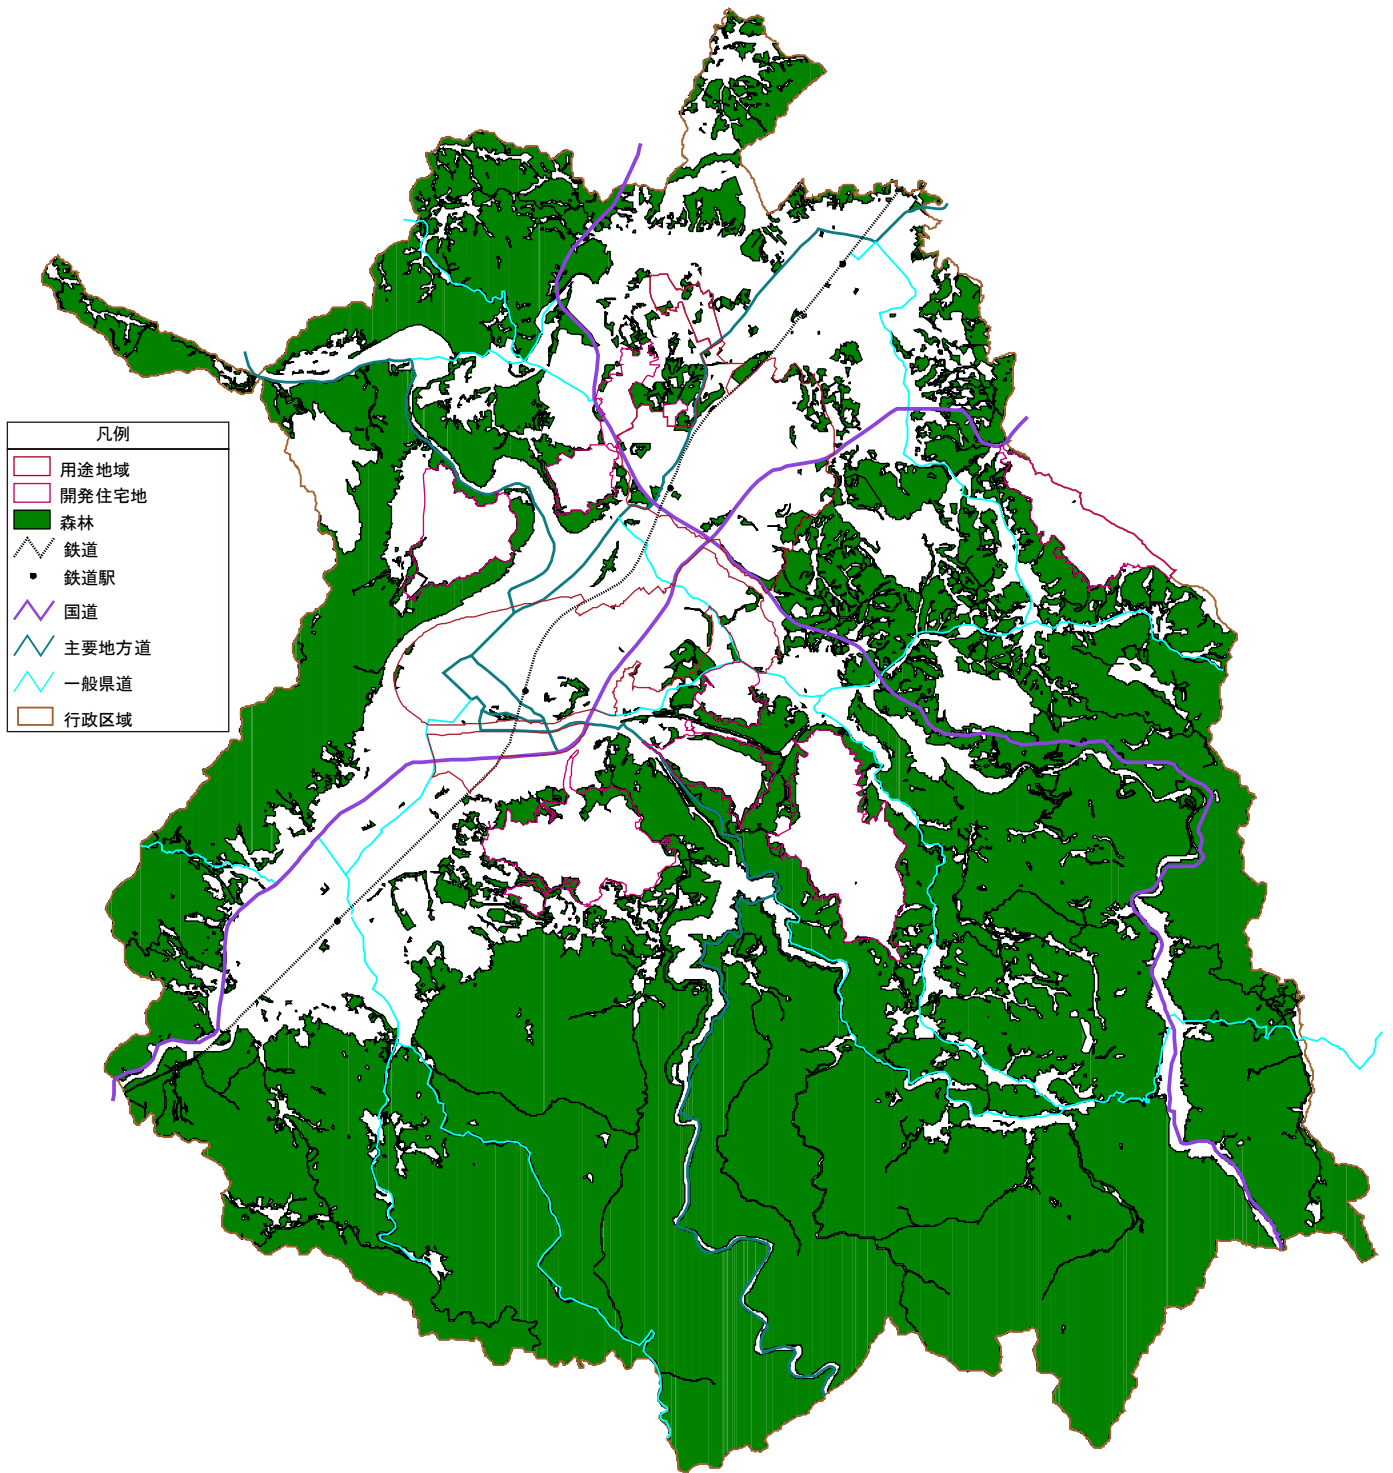 凡例
用途地域
開発住宅地
森林
鉄道
鉄道駅
国道
主要地方道
一般県道
行政区域